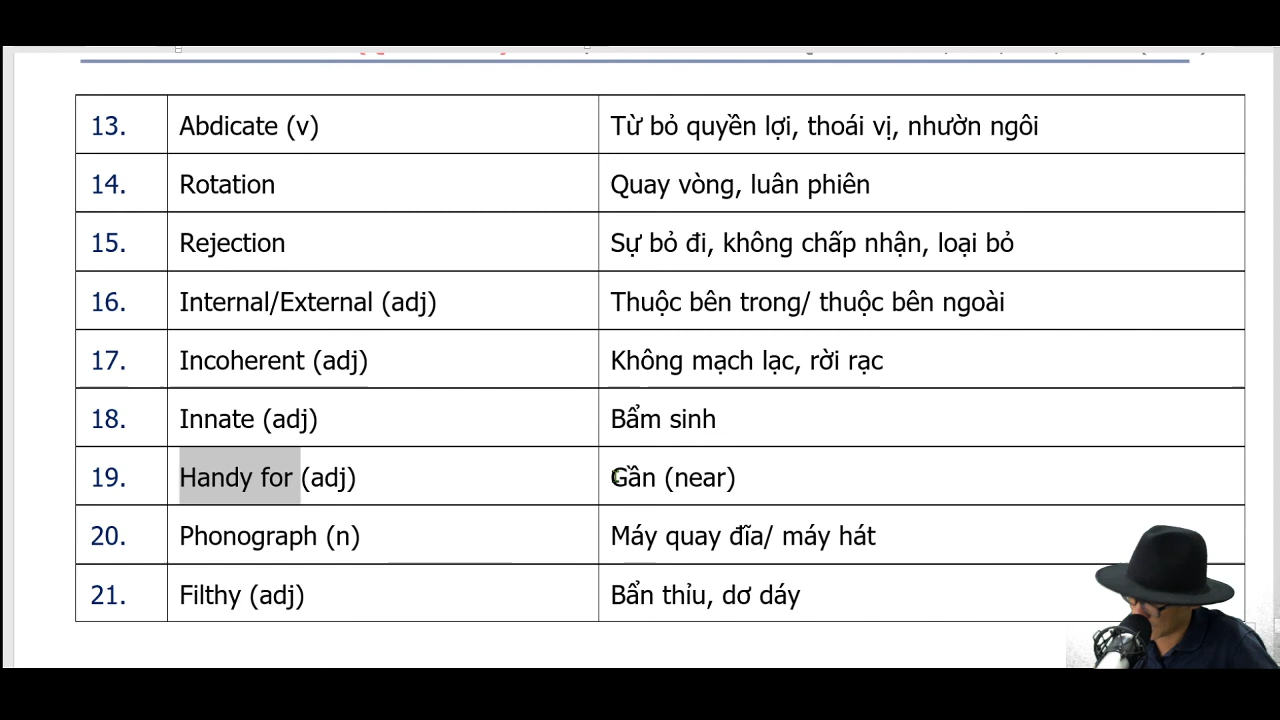 13. Abdicate (v) Từ bỏ quyền lợi, thoái vị, nhườn ngôi
14. Rotation Quay vòng, luân phiên
15. Rejection Sự bỏ đi, không chấp nhận, loại bỏ
16. Internal/External (adj) Thuộc bên trong/ thuộc bên ngoài
17. Incoherent (adj) Không mạch lạc, rời rạc
18. Innate (adj) Bẩm sinh
19. Handy for (adj) Gần (near)
20. Phonograph (n) Máy quay đĩa/ máy hát
21. Filthy (adj) Bẩn thỉu, dơ dáy